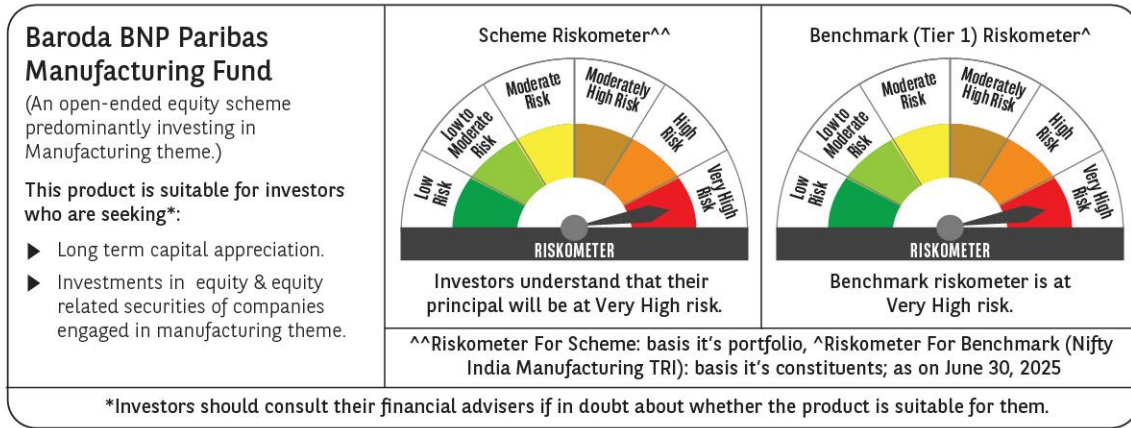 Baroda BNP Paribas
Manufacturing Fund
(An open-ended equity scheme
predominantly investing in
Manufacturing theme.)
This product is suitable for investors
who are seeking*:
▶ Long term capital appreciation.
▶ Investments in equity & equity
related securities of companies
engaged in manufacturing theme.
Scheme Riskometer^^
Low
Risk
Low to
Moderate
Risk
Moderate
Risk
Moderately
High Risk
High
Risk
Very High
Risk
RISKOMETER
Investors understand that their
principal will be at Very High risk.
Benchmark (Tier 1) Riskometer^
Low
Risk
Low to
Moderate
Risk
Moderate
Risk
Moderately
High Risk
High
Risk
Very High
Risk
RISKOMETER
Benchmark riskometer is at
Very High risk.
^^Riskometer For Scheme: basis it's portfolio, ^Riskometer For Benchmark (Nifty
India Manufacturing TRI): basis it's constituents; as on June 30, 2025
*Investors should consult their financial advisers if in doubt about whether the product is suitable for them.